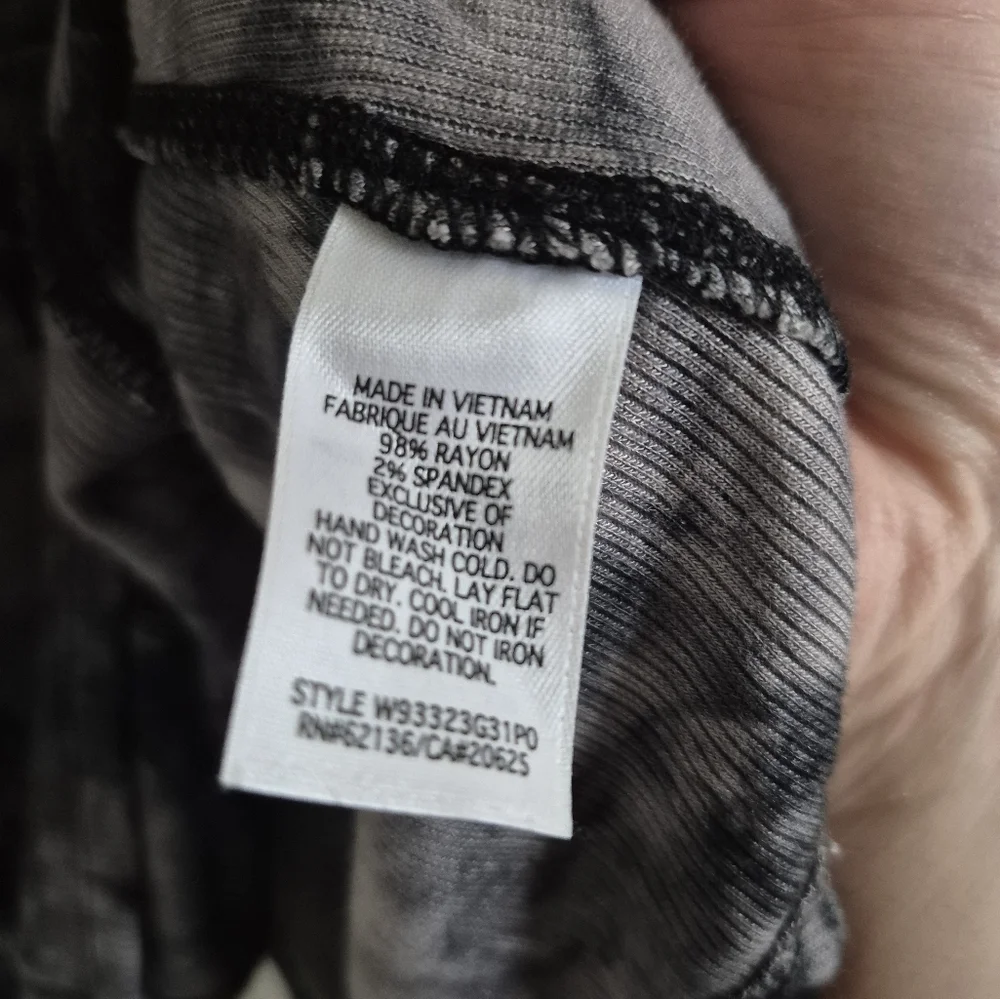 MADE IN VIETNAM
FABRIQUE AU VIETNAM
98% RAYON
2% SPANDEX
EXCLUSIVE OF
DECORATION
HAND WASH COLD. DO
NOT BLEACH. LAY FLAT
TO DRY. COOL IRON IF
NEEDED. DO NOT IRON
DECORATION.
STYLE W93323G31P0
RN#62136/CA#20625